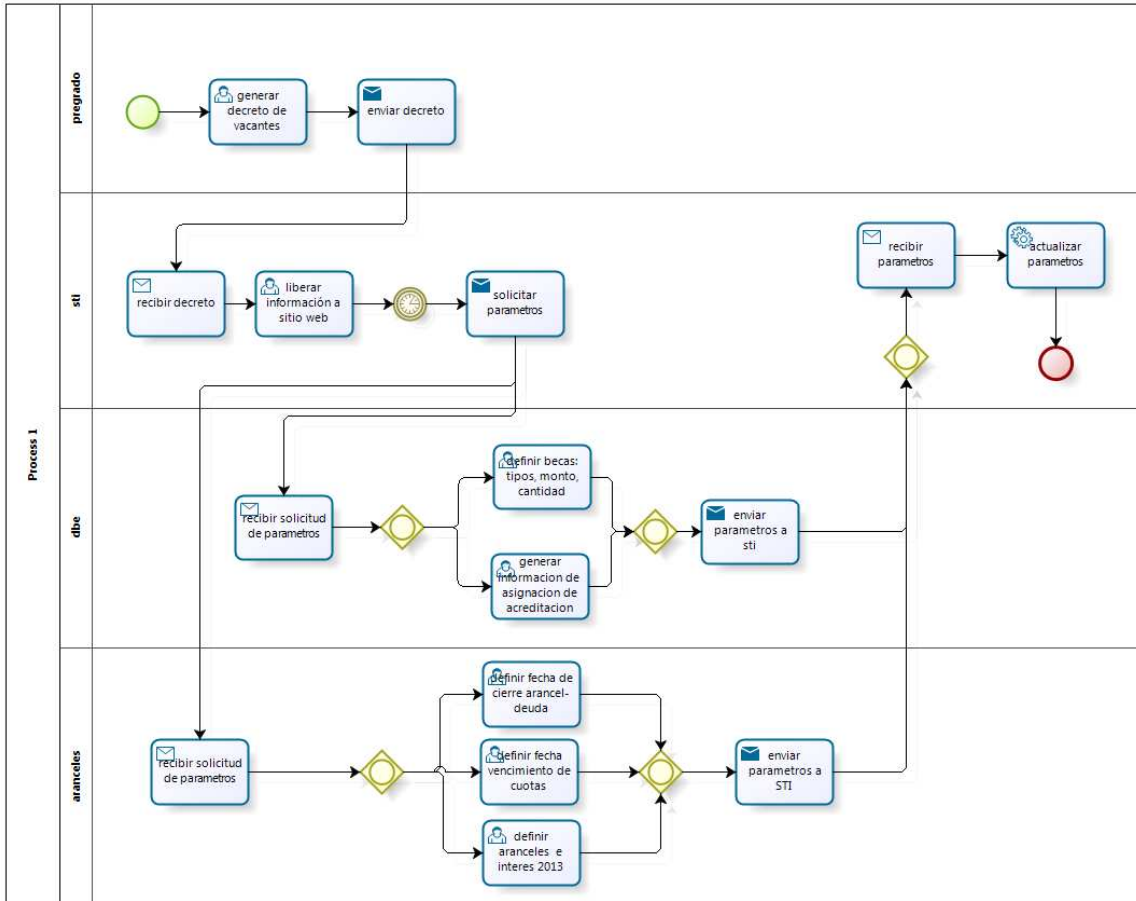 Process 1
pregrado
generar
decreto de
vacantes
enviar decreto
sti
recibir decreto
liberar
información a
sitio web
solicitar
parametros
recibir
parametros
actualizar
parametros
dbe
recibir solicitud
de parametros
definir becas:
tipos, monto,
cantidad
generar
informacion de
asignacion de
acreditacion
enviar
parametros a
sti
aranceles
recibir solicitud
de parametros
definir fecha de
cierre arancel-
deuda
definir fecha
vencimiento de
cuotas
definir
aranceles e
interes 2013
enviar
parametros a
STI